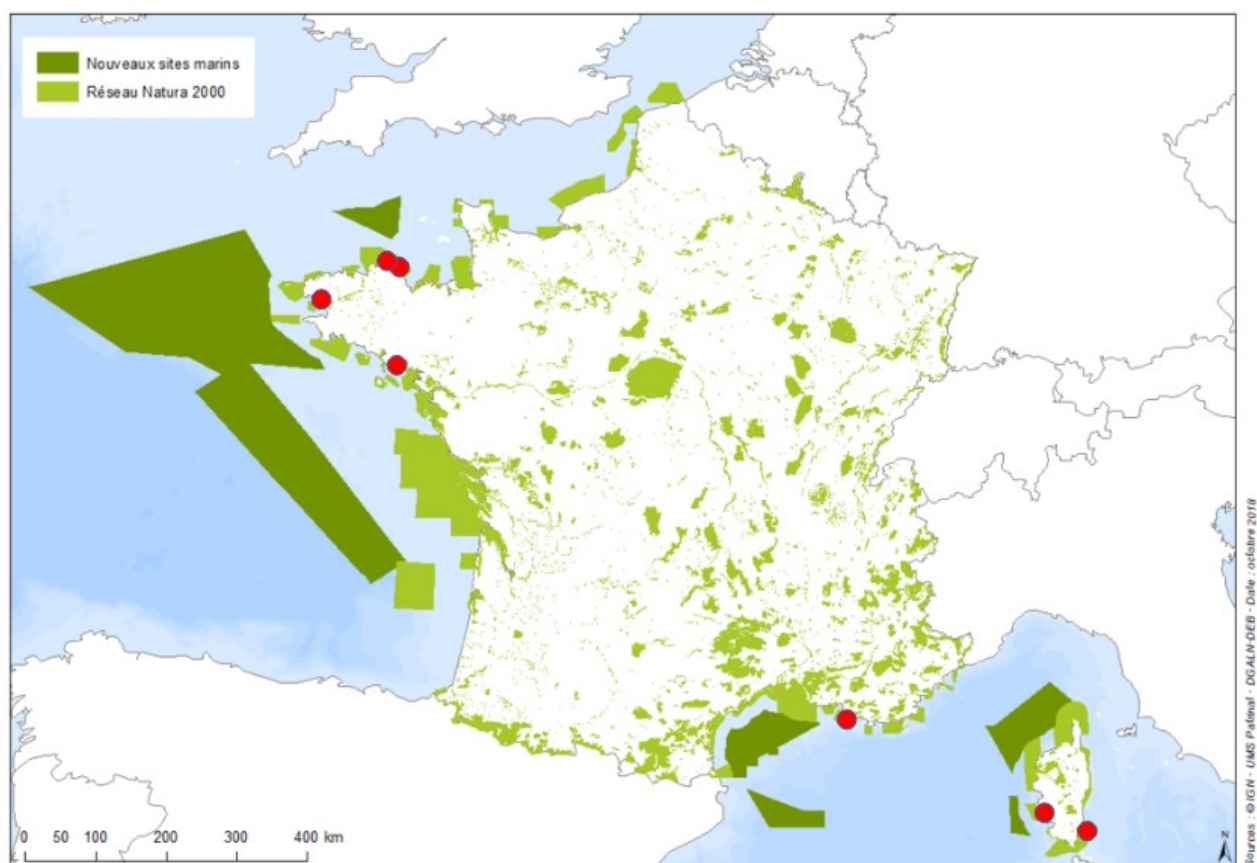 Nouveaux sites marins
Réseau Natura 2000
0 50 100 200 300 400 km
N
Sources : © IGN - UMS Patrinat - DGALN-DEB - Date : octobre 2018